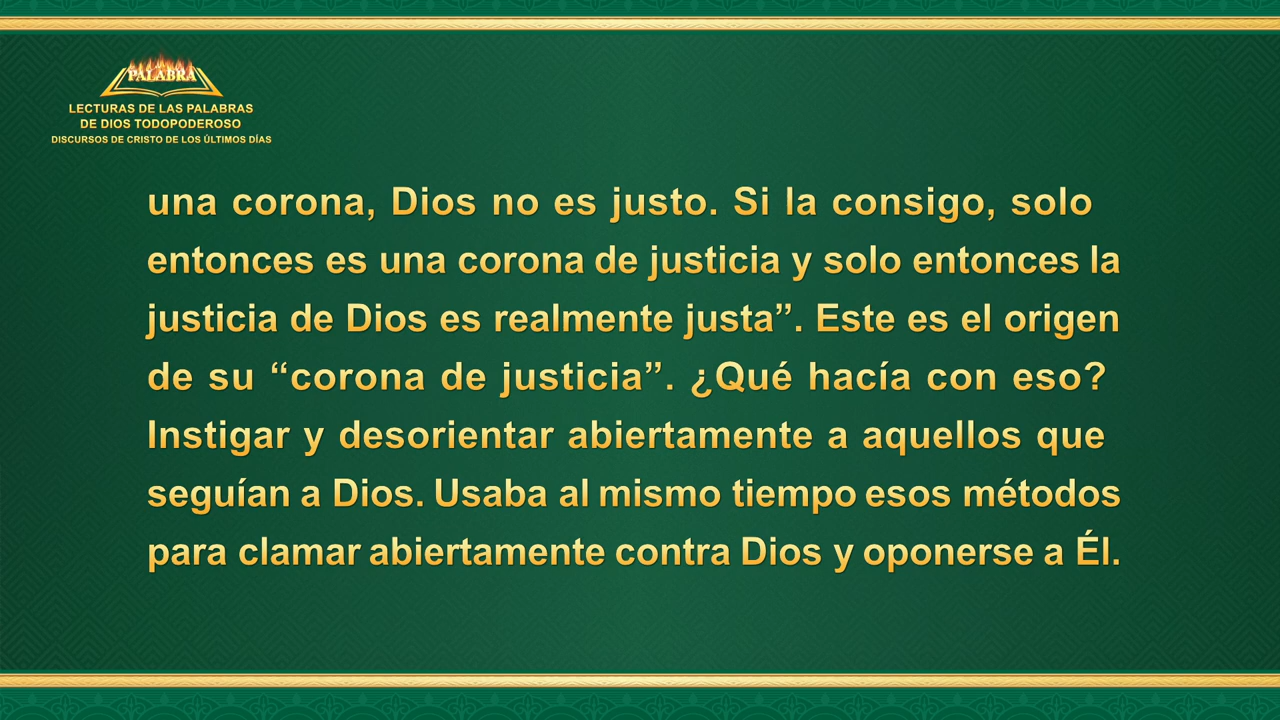 PALABRA
LECTURAS DE LAS PALABRAS
DE DIOS TODOPODEROSO
DISCURSOS DE CRISTO DE LOS ÚLTIMOS DÍAS
una corona, Dios no es justo. Si la consigo, solo
entonces es una corona de justicia y solo entonces la
justicia de Dios es realmente justa”. Este es el origen
de su “corona de justicia”. ¿Qué hacía con eso?
Instigar y desorientar abiertamente a aquellos que
seguían a Dios. Usaba al mismo tiempo esos métodos
para clamar abiertamente contra Dios y oponerse a Él.